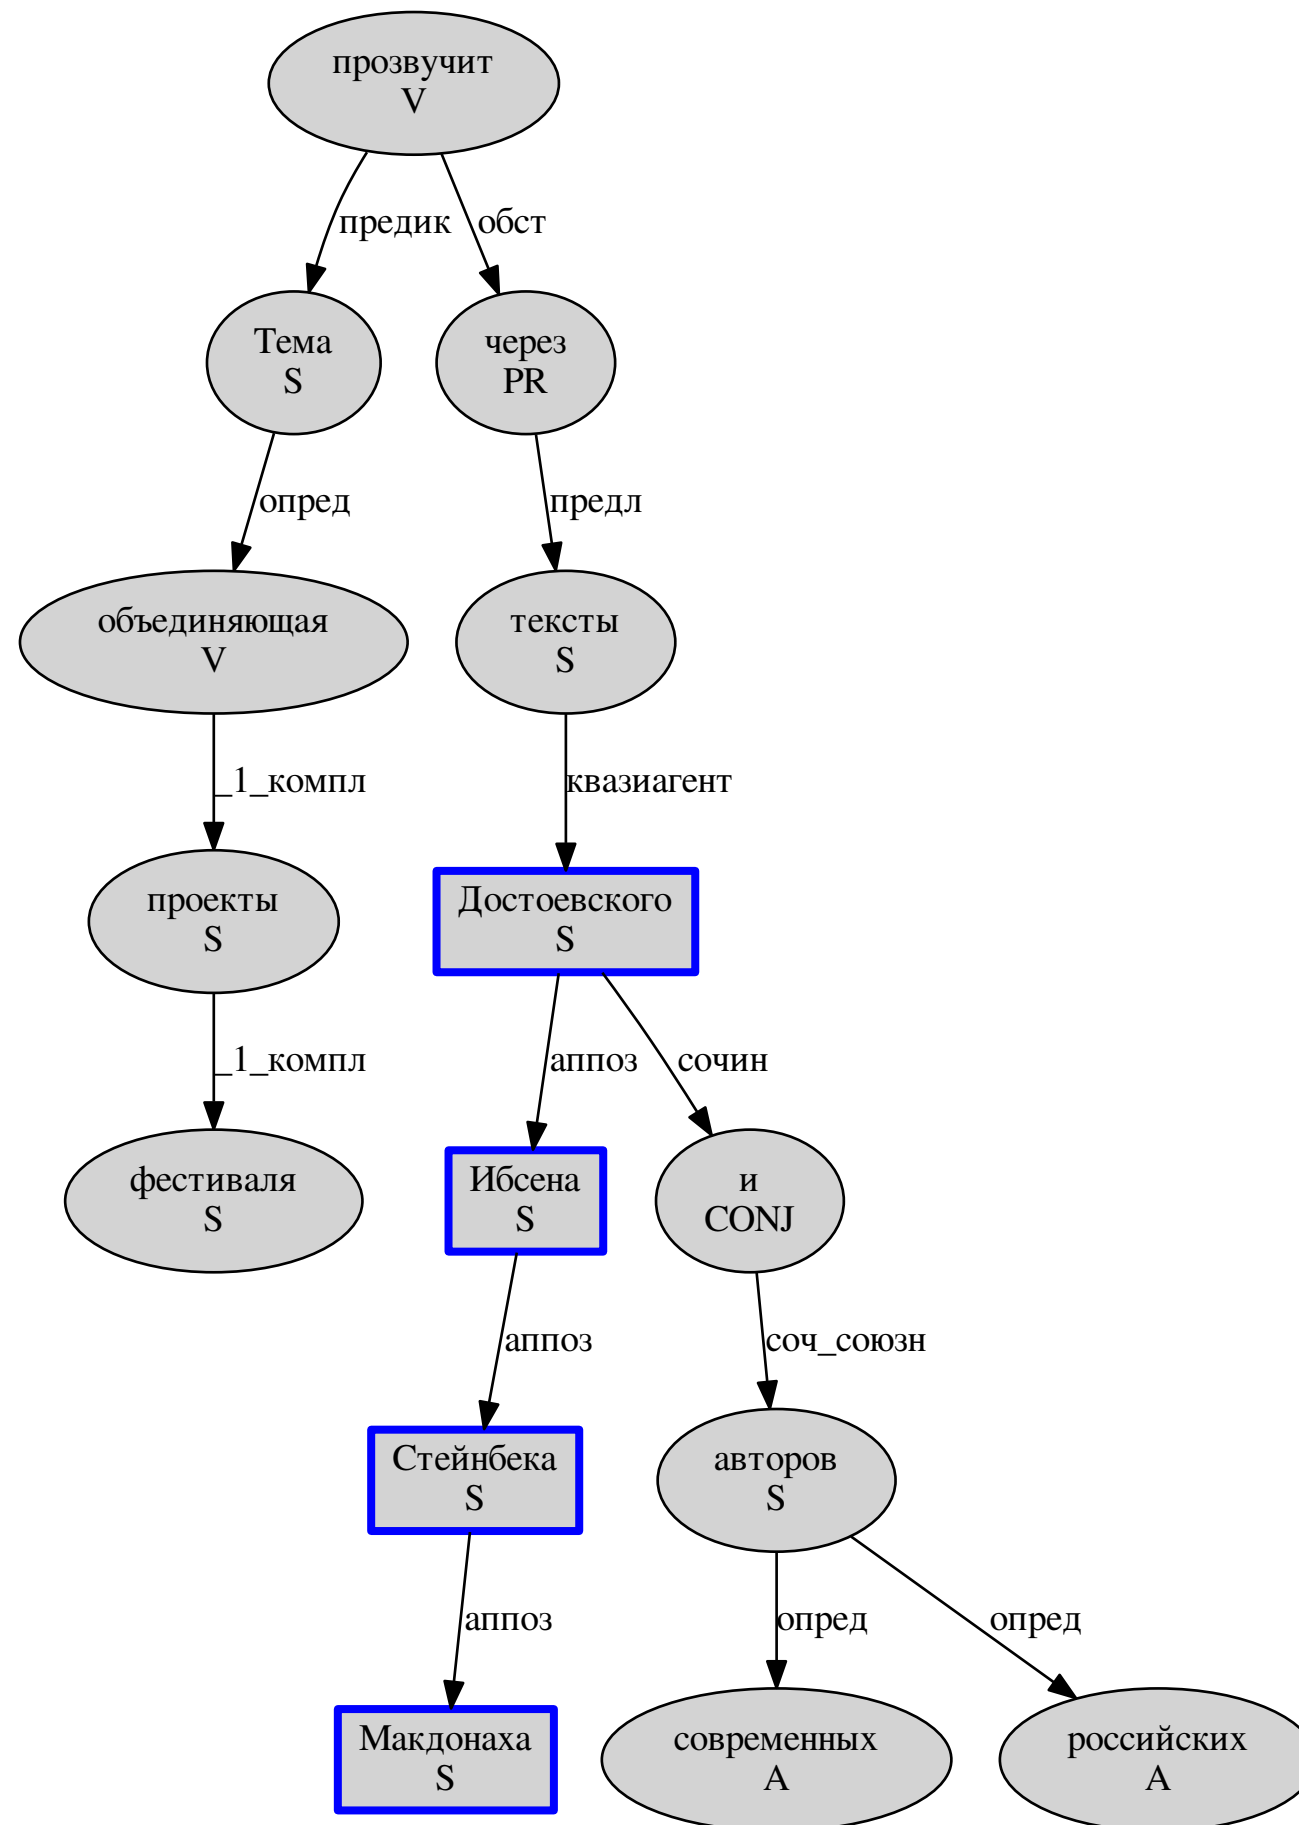 прозвучит
V
предик
обст
Тема
S
через
PR
опред
предл
объединяющая
V
тексты
S
_1_компл
квазиагент
проекты
S
Достоевского
S
_1_компл
аппоз
сочин
фестиваля
S
Ибсена
S
и
CONJ
аппоз
соч_союзн
Стейнбека
S
авторов
S
аппоз
опред
опред
Макдонаха
S
современных
A
российских
A